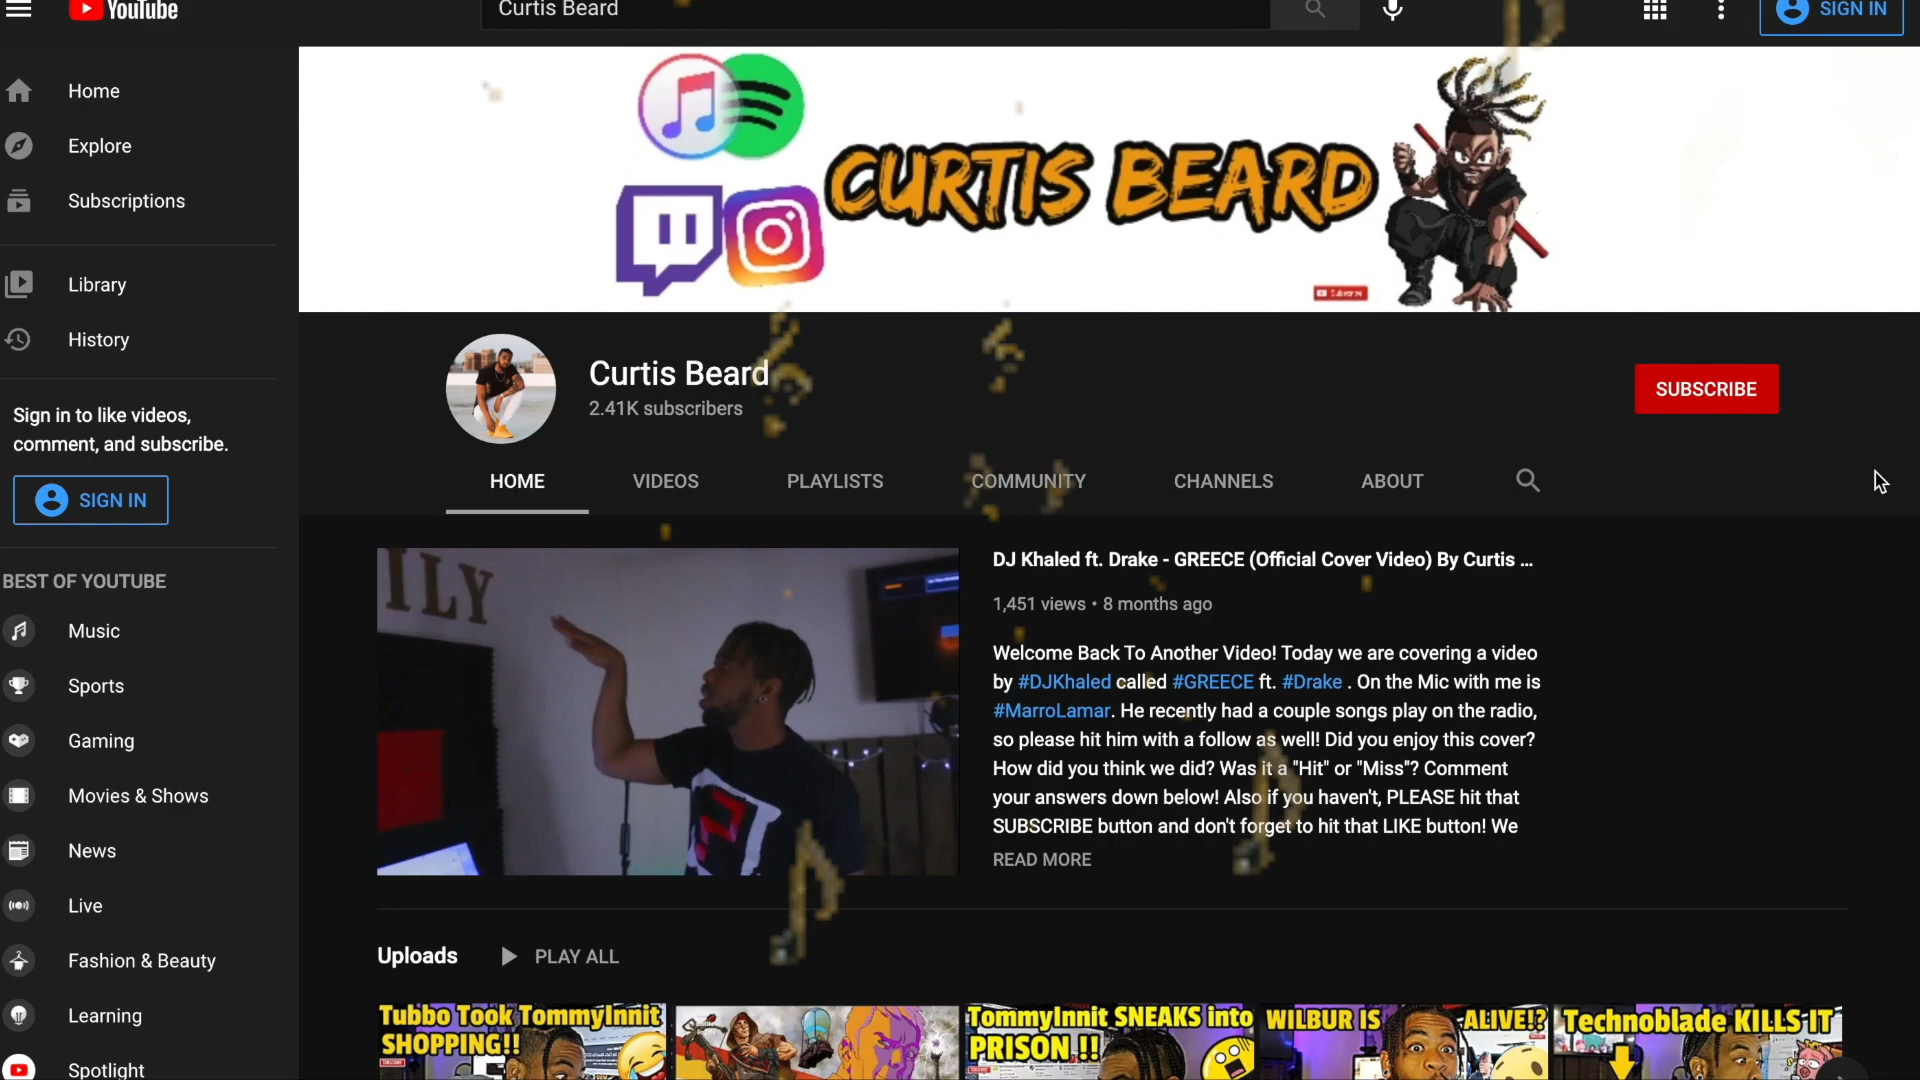 YouTube
Curtis Beard
SIGN IN
Home
Explore
Subscriptions
Library
History
Sign in to like videos,
comment, and subscribe.
SIGN IN
BEST OF YOUTUBE
Music
Sports
Gaming
Movies & Shows
News
Live
Fashion & Beauty
Learning
Spotlight
CURTIS BEARD
Subscribe
Curtis Beard
2.41K subscribers
SUBSCRIBE
HOME
VIDEOS
PLAYLISTS
COMMUNITY
CHANNELS
ABOUT
ILY
DJ Khaled ft. Drake - GREECE (Official Cover Video) By Curtis ...
1,451 views • 8 months ago
Welcome Back To Another Video! Today we are covering a video
by #DJKhaled called #GREECE ft. #Drake . On the Mic with me is
#MarroLamar. He recently had a couple songs play on the radio,
so please hit him with a follow as well! Did you enjoy this cover?
How did you think we did? Was it a "Hit" or "Miss"? Comment
your answers down below! Also if you haven't, PLEASE hit that
SUBSCRIBE button and don't forget to hit that LIKE button! We
READ MORE
Uploads
PLAY ALL
Tubbo Took TommyInnit
SHOPPING!!
TommyInnit SNEAKS into
PRISON !!
WILBUR IS ALIVE!?
Technoblade KILLS IT